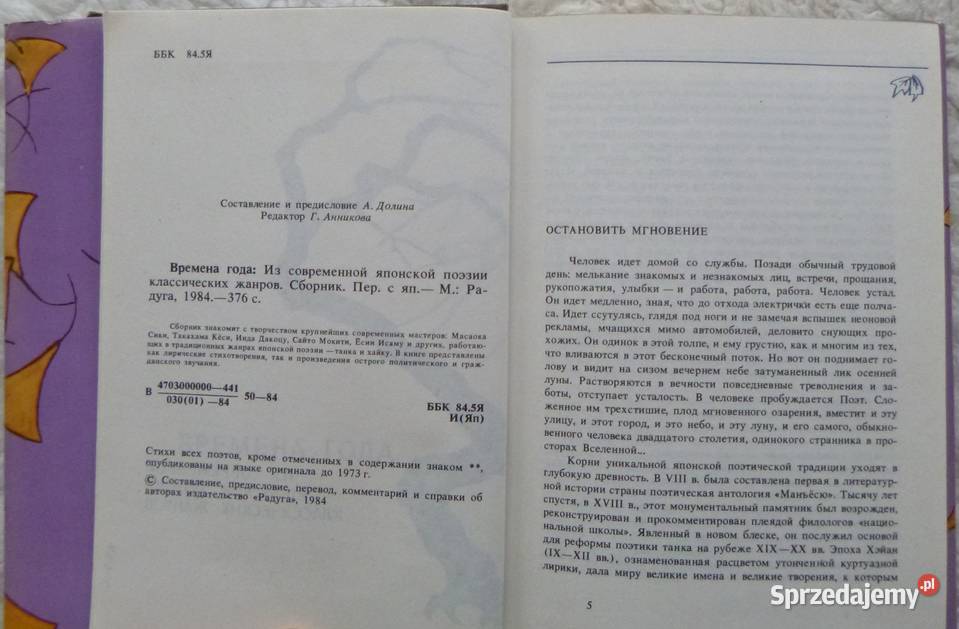 ББК 84.5Я
Составление и предисловие А. Долина
Редактор Г. Анникова
Времена года: Из современной японской поэзии
классических жанров. Сборник. Пер. с яп.— М.: Ра-
дуга, 1984.—376 с.
Сборник знакомит с творчеством крупнейших современных мастеров: Масаока
Сики, Такахама Кёси, Иида Дакоцу, Сайто Мокити, Ёсии Исаму и других, работаю-
щих в традиционных жанрах японской поэзии —танка и хайку. В книге представлены
как лирические стихотворения, так и произведения острого политического и граж-
данского звучания.
В 4703000000—441
030(01) —84 50—84
ББК 84.5Я
И(Яп)
Стихи всех поэтов, кроме отмеченных в содержании знаком **,
опубликованы на языке оригинала до 1973 г.
© Составление, предисловие, перевод, комментарий и справки об
авторах издательство «Радуга», 1984
ОСТАНОВИТЬ МГНОВЕНИЕ
Человек идет домой со службы. Позади обычный трудовой
день: мелькание знакомых и незнакомых лиц, встречи, прощания,
рукопожатия, улыбки — и работа, работа, работа. Человек устал.
Он идет медленно, зная, что до отхода электрички есть еще полча-
са. Идет ссутулясь, глядя под ноги и не замечая вспышек неоновой
рекламы, мчащихся мимо автомобилей, деловито снующих про-
хожих. Он одинок в этой толпе, и ему грустно, как и многим из тех,
что вливаются в этот бесконечный поток. Но вот он поднимает го-
лову и видит на сизом вечернем небе затуманенный лик осенней
луны. Растворяются в вечности повседневные треволнения и за-
боты, отступает усталость. В человеке пробуждается Поэт. Сло-
женное им трехстишие, плод мгновенного озарения, вместит и эту
улицу, и этот город, и это небо, и эту луну, и его самого, обыкно-
венного человека двадцатого столетия, одинокого странника в про-
сторах Вселенной...
Корни уникальной японской поэтической традиции уходят в
глубокую древность. В VIII в. была составлена первая в литератур-
ной истории страны поэтическая антология «Манъёсю». Тысячу лет
спустя, в XVIII в., этот монументальный памятник был возрожден,
реконструирован и прокомментирован плеядой филологов «нацио-
нальной школы». Явленный в новом блеске, он послужил основой
для реформы поэтики танка на рубеже XIX—XX вв. Эпоха Хэйан
(IX—XII вв.), ознаменованная расцветом утонченной куртуазной
лирики, дала миру великие имена и великие творения, к которым
5
Sprzedajemy.pl